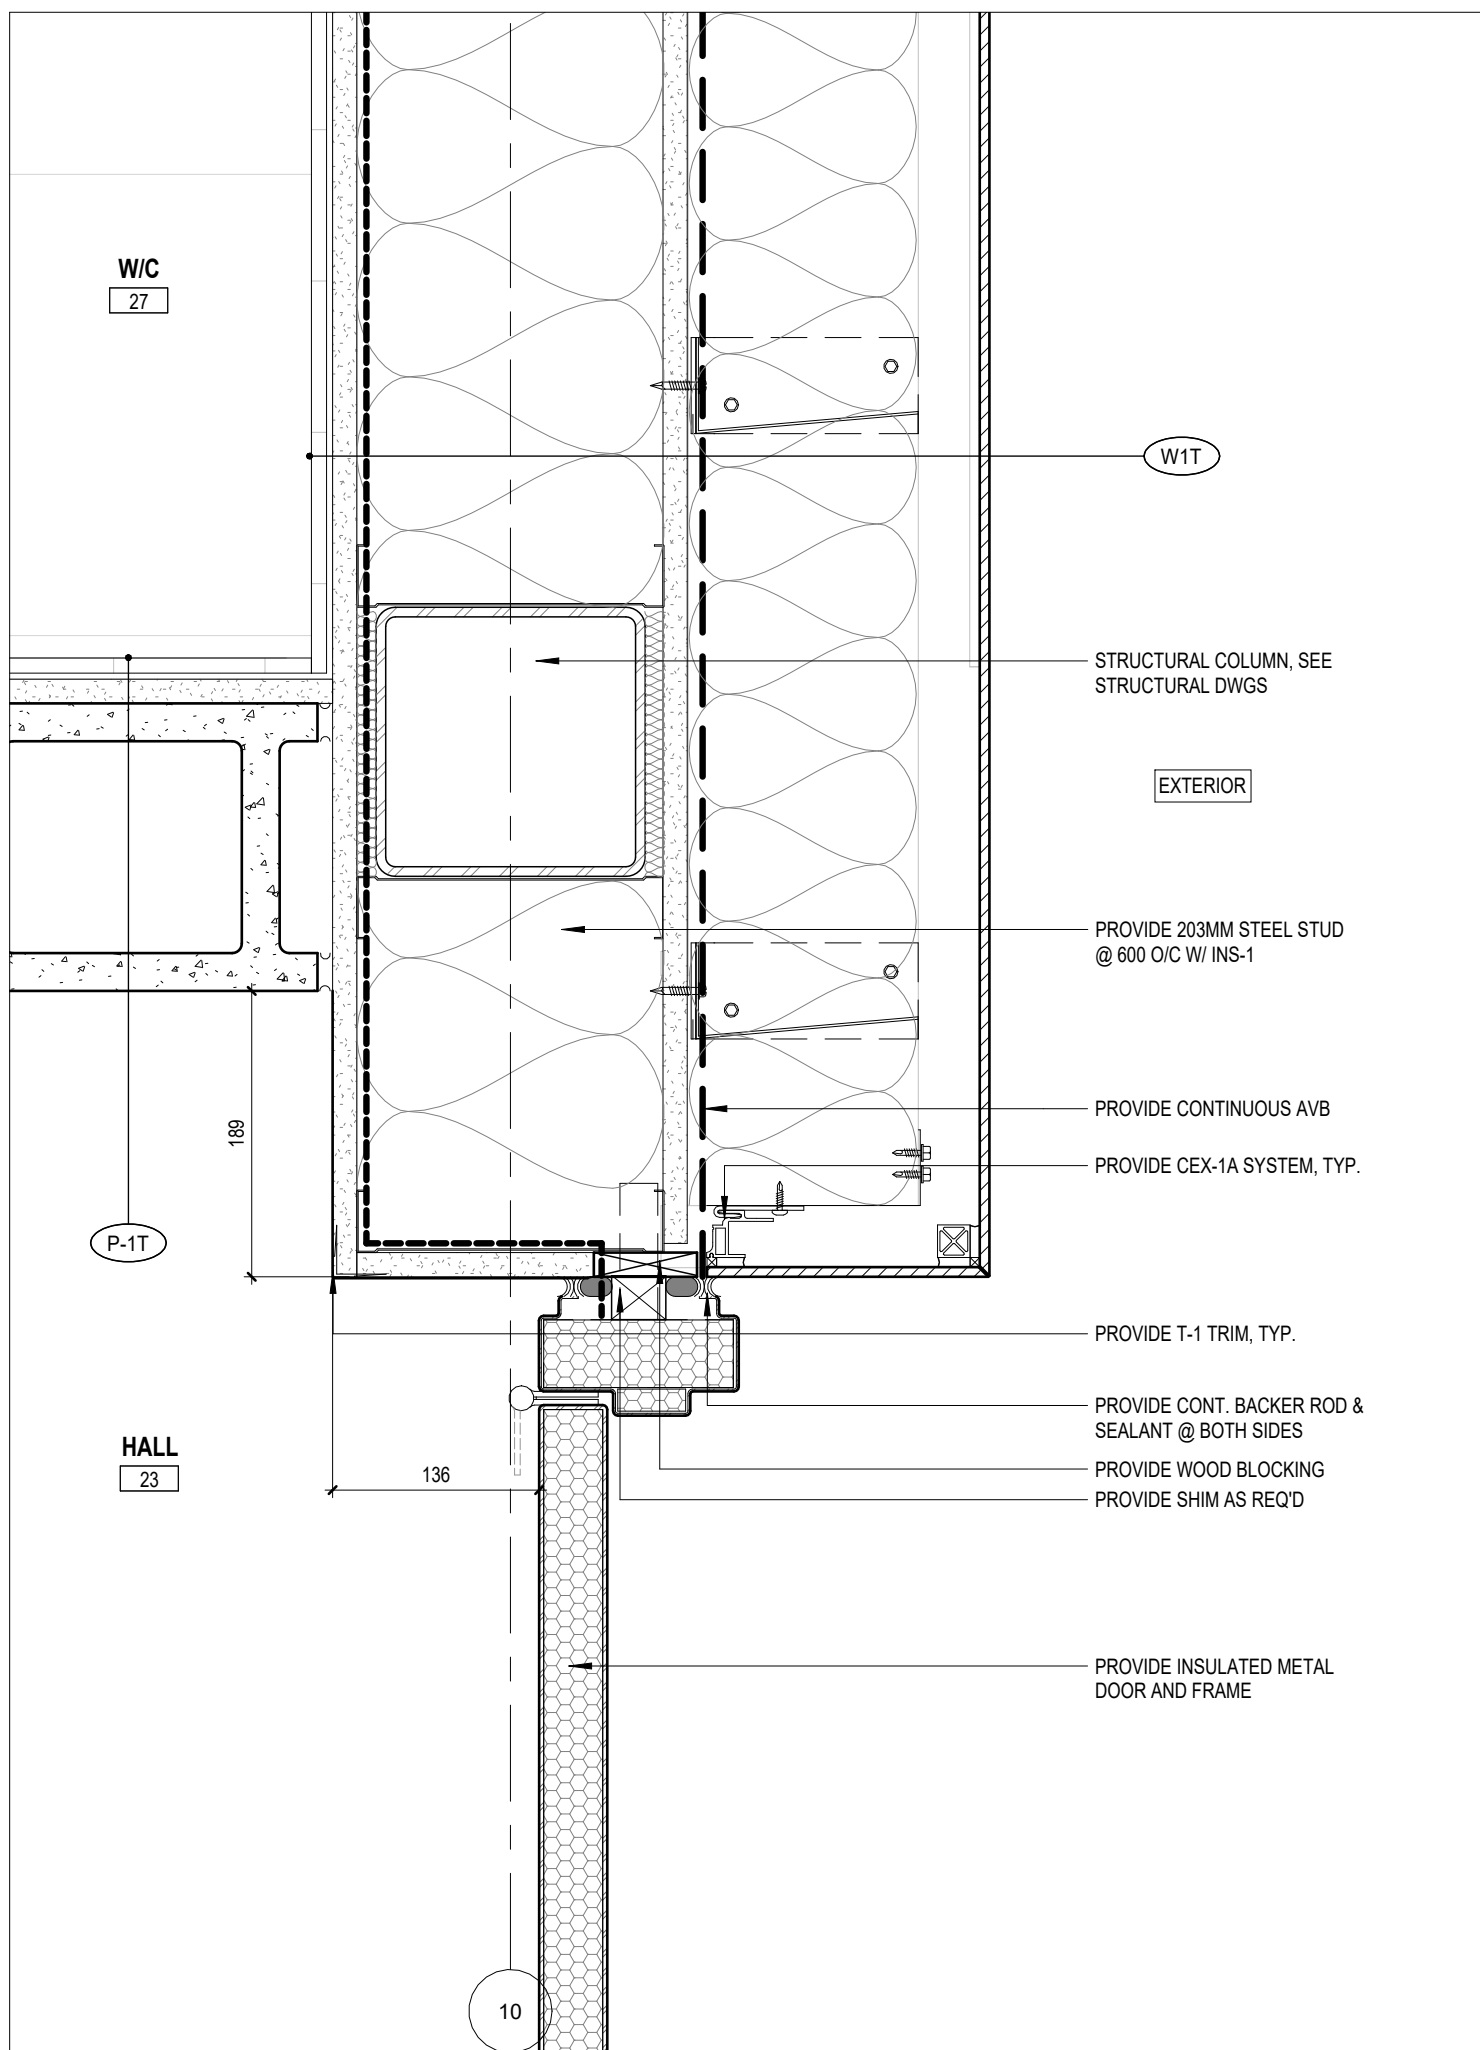 W/C
27
W1T
STRUCTURAL COLUMN, SEE
STRUCTURAL DWGS
EXTERIOR
PROVIDE 203MM STEEL STUD
@ 600 O/C W/ INS-1
PROVIDE CONTINUOUS AVB
189
PROVIDE CEX-1A SYSTEM, TYP.
P-1T
PROVIDE T-1 TRIM, TYP.
PROVIDE CONT. BACKER ROD &
SEALANT @ BOTH SIDES
HALL
23
136
PROVIDE WOOD BLOCKING
PROVIDE SHIM AS REQ'D
PROVIDE INSULATED METAL
DOOR AND FRAME
10